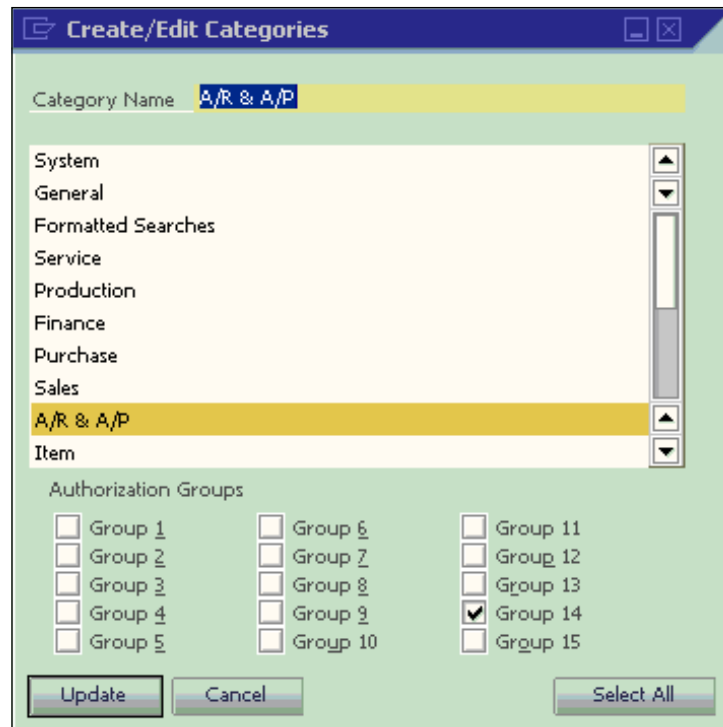 Create/Edit Categories
Category Name A/R & A/P
System
General
Formatted Searches
Service
Production
Finance
Purchase
Sales
A/R & A/P
Item
Authorization Groups
Group 1 Group 6 Group 11
Group 2 Group 7 Group 12
Group 3 Group 8 Group 13
Group 4 Group 9 Group 14
Group 5 Group 10 Group 15
Update Cancel Select All